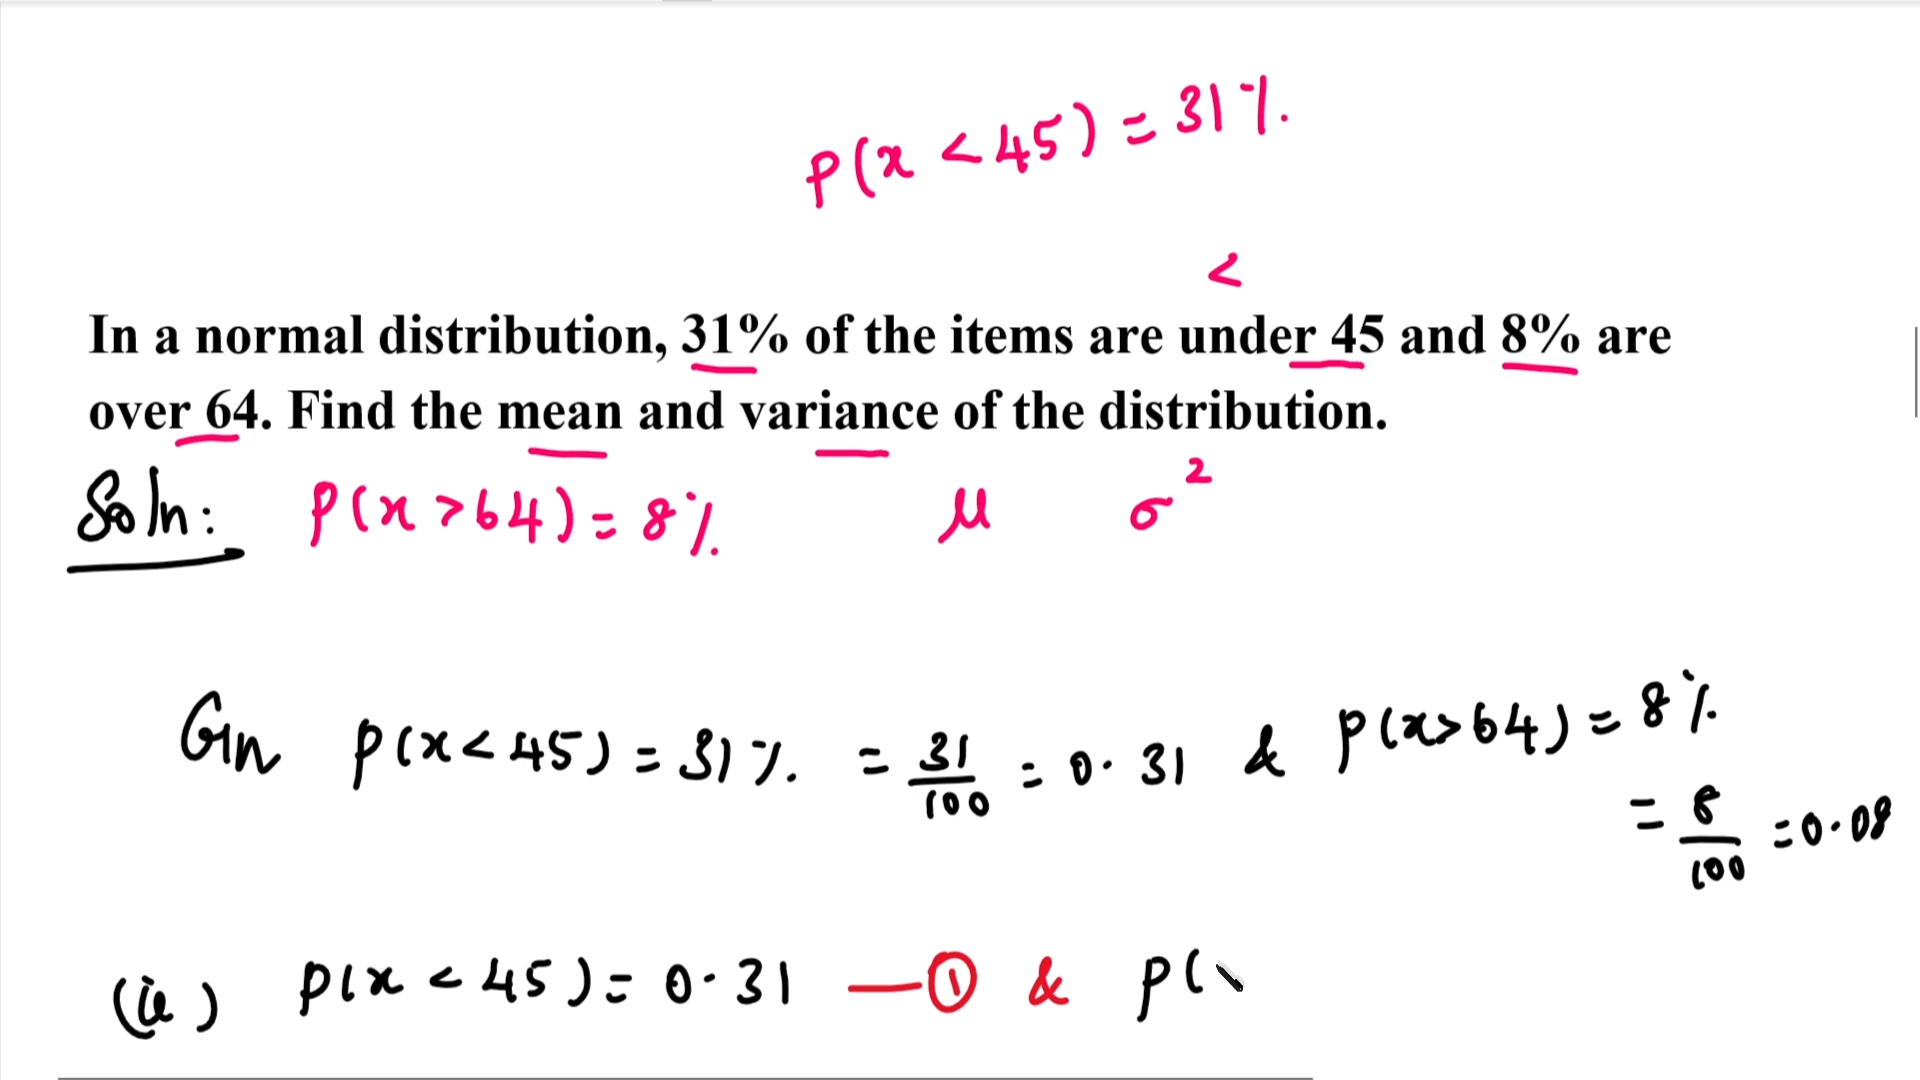 P(x < 45) = 31%.
<
In a normal distribution, 31% of the items are under 45 and 8% are
over 64. Find the mean and variance of the distribution.
Soln: P(x > 64) = 8%. μ σ²
Gn P(x < 45) = 31%. = 31/100 = 0.31 & P(x > 64) = 8%.
= 8/100 = 0.08
(ie) P(x < 45) = 0.31 —① & P(